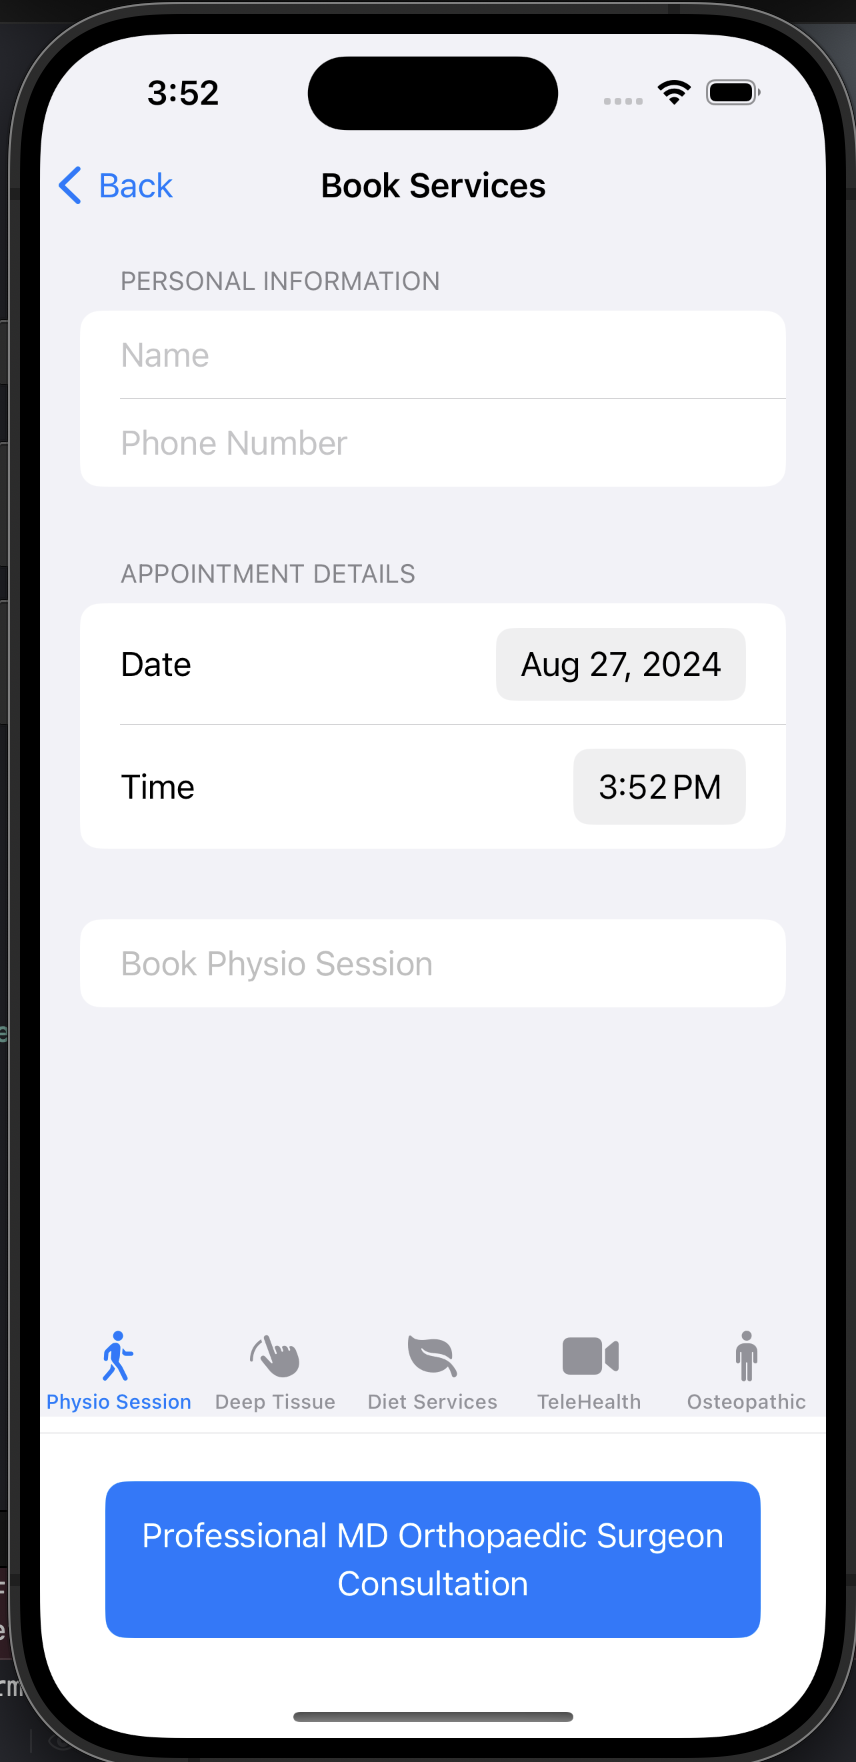 3:52
Back
Book Services
PERSONAL INFORMATION
Name
Phone Number
APPOINTMENT DETAILS
Date
Aug 27, 2024
Time
3:52 PM
Book Physio Session
Physio Session
Deep Tissue
Diet Services
TeleHealth
Osteopathic
Professional MD Orthopaedic Surgeon
Consultation